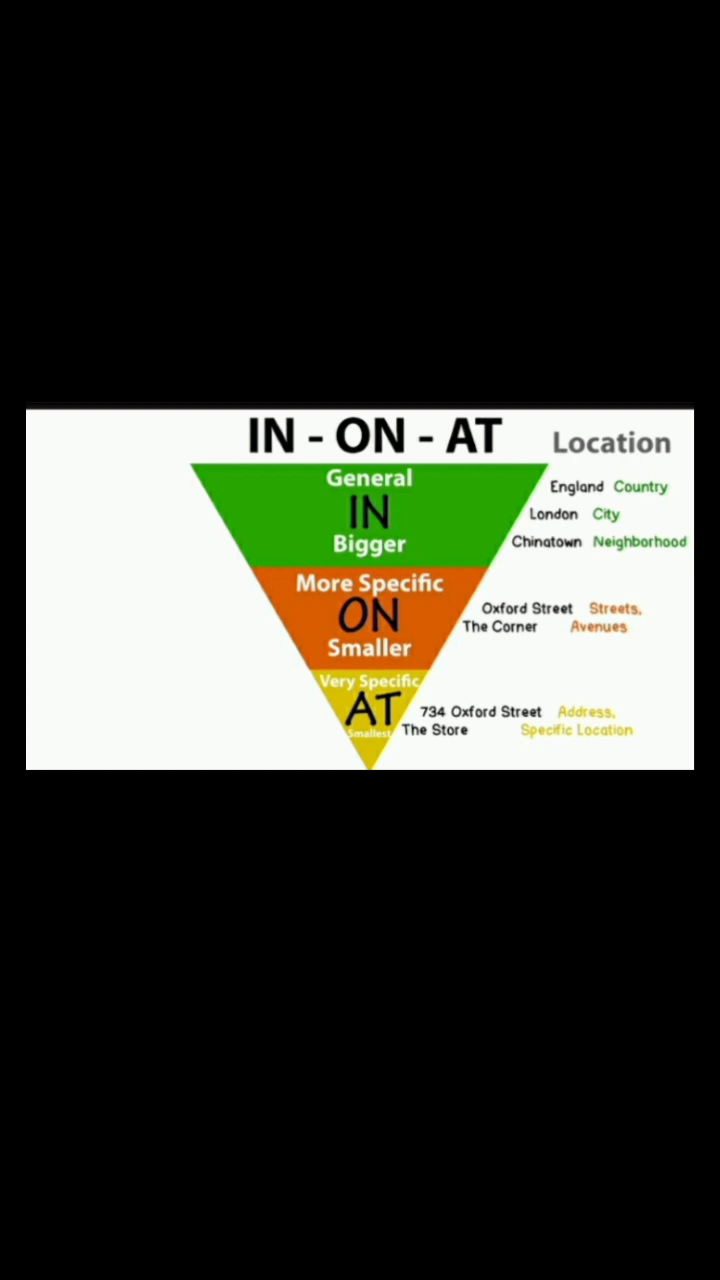 IN - ON - AT
Location
General
IN
Bigger
England Country
London City
Chinatown Neighborhood
More Specific
ON
Smaller
Oxford Street Streets,
The Corner Avenues
Very Specific
AT
Smallest
734 Oxford Street Address,
The Store Specific Location